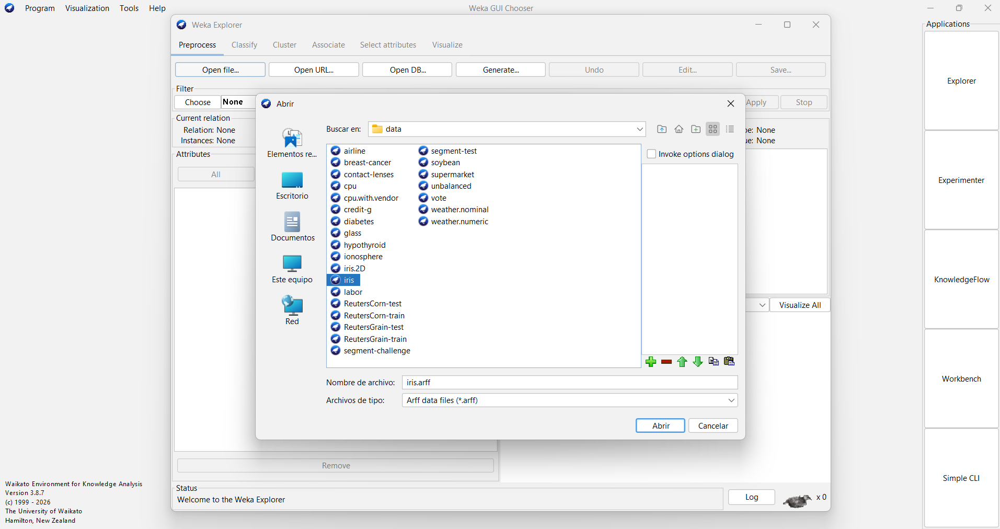 Program Visualization Tools Help Weka GUI Chooser
Applications
Weka Explorer
Preprocess Classify Cluster Associate Select attributes Visualize
Open file... Open URL... Open DB... Generate... Undo Edit... Save...
Filter
Choose None Apply Stop
Current relation
Relation: None
Instances: None
None
None
Attributes
All
Visualize All
Remove
Abrir
Buscar en: data
Elementos re...
Escritorio
Documentos
Este equipo
Red
airline
breast-cancer
contact-lenses
cpu
cpu.with.vendor
credit-g
diabetes
glass
hypothyroid
ionosphere
iris.2D
iris
labor
ReutersCorn-test
ReutersCorn-train
ReutersGrain-test
ReutersGrain-train
segment-challenge
segment-test
soybean
supermarket
unbalanced
vote
weather.nominal
weather.numeric
Invoke options dialog
Nombre de archivo: iris.arff
Archivos de tipo: Arff data files (*.arff)
Abrir Cancelar
Status
Welcome to the Weka Explorer
Log x 0
Explorer
Experimenter
KnowledgeFlow
Workbench
Simple CLI
Waikato Environment for Knowledge Analysis
Version 3.8.7
(c) 1999 - 2026
The University of Waikato
Hamilton, New Zealand